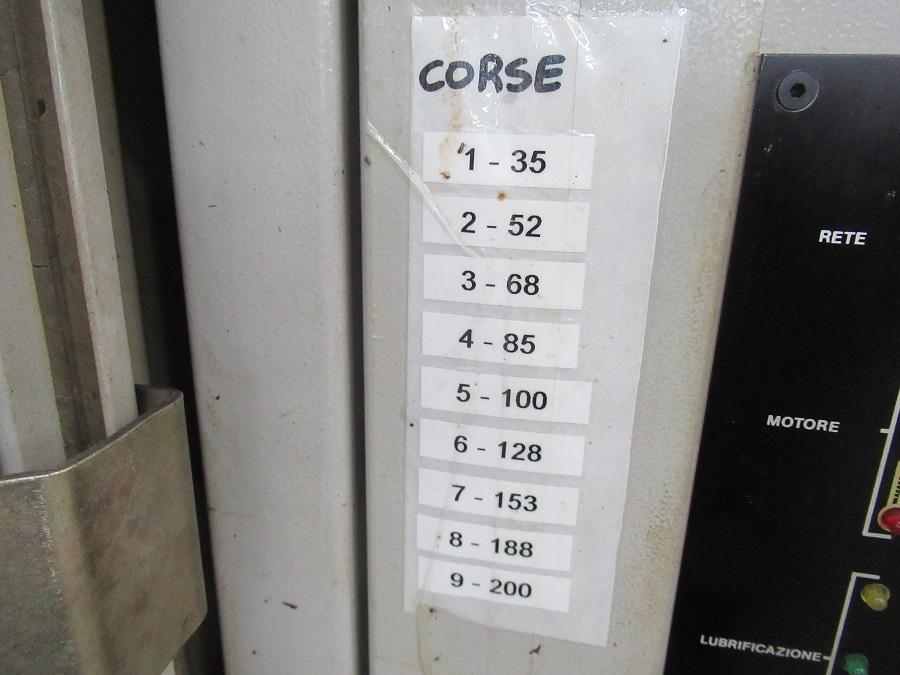 CORSE
1 - 35
2 - 52
3 - 68
4 - 85
5 - 100
6 - 128
7 - 153
8 - 188
9 - 200
RETE
MOTORE
LUBRIFICAZIONE